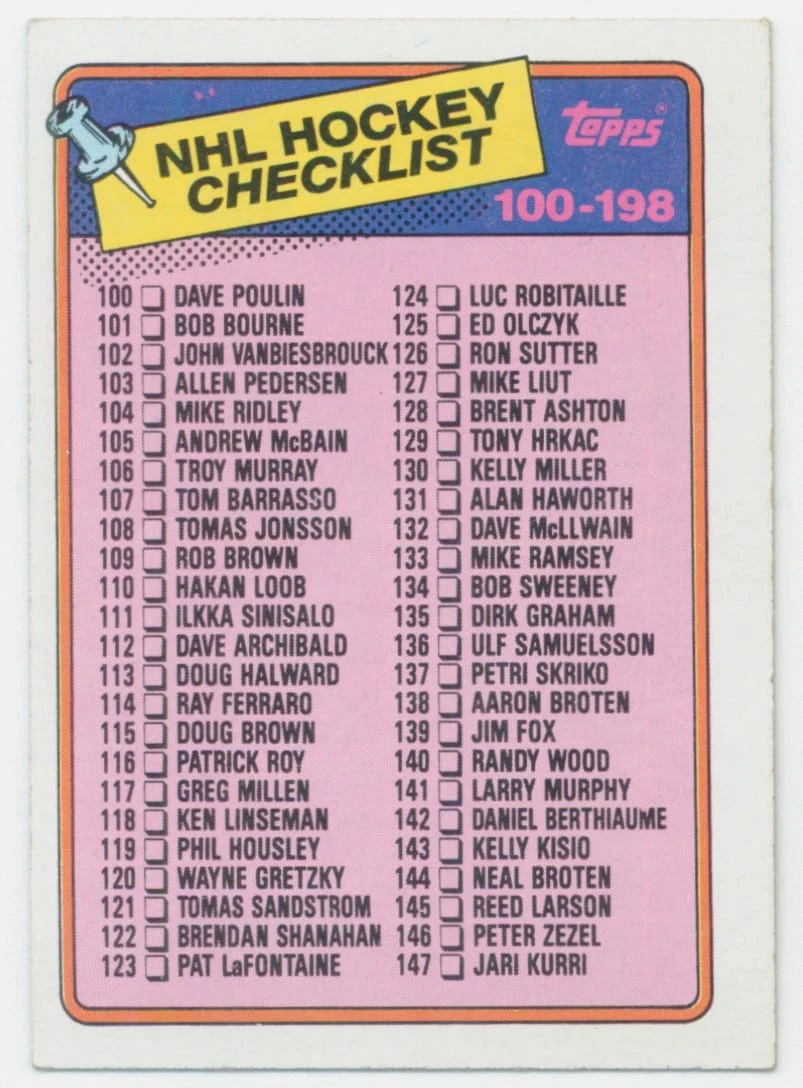 NHL HOCKEY
CHECKLIST
Topps®
100-198
100 DAVE POULIN
101 BOB BOURNE
102 JOHN VANBIESBROUCK
103 ALLEN PEDERSEN
104 MIKE RIDLEY
105 ANDREW McBAIN
106 TROY MURRAY
107 TOM BARRASSO
108 TOMAS JONSSON
109 ROB BROWN
110 HAKAN LOOB
111 ILKKA SINISALO
112 DAVE ARCHIBALD
113 DOUG HALWARD
114 RAY FERRARO
115 DOUG BROWN
116 PATRICK ROY
117 GREG MILLEN
118 KEN LINSEMAN
119 PHIL HOUSLEY
120 WAYNE GRETZKY
121 TOMAS SANDSTROM
122 BRENDAN SHANAHAN
123 PAT LaFONTAINE
124 LUC ROBITAILLE
125 ED OLCZYK
126 RON SUTTER
127 MIKE LIUT
128 BRENT ASHTON
129 TONY HRKAC
130 KELLY MILLER
131 ALAN HAWORTH
132 DAVE McLLWAIN
133 MIKE RAMSEY
134 BOB SWEENEY
135 DIRK GRAHAM
136 ULF SAMUELSSON
137 PETRI SKRIKO
138 AARON BROTEN
139 JIM FOX
140 RANDY WOOD
141 LARRY MURPHY
142 DANIEL BERTHIAUME
143 KELLY KISIO
144 NEAL BROTEN
145 REED LARSON
146 PETER ZEZEL
147 JARI KURRI